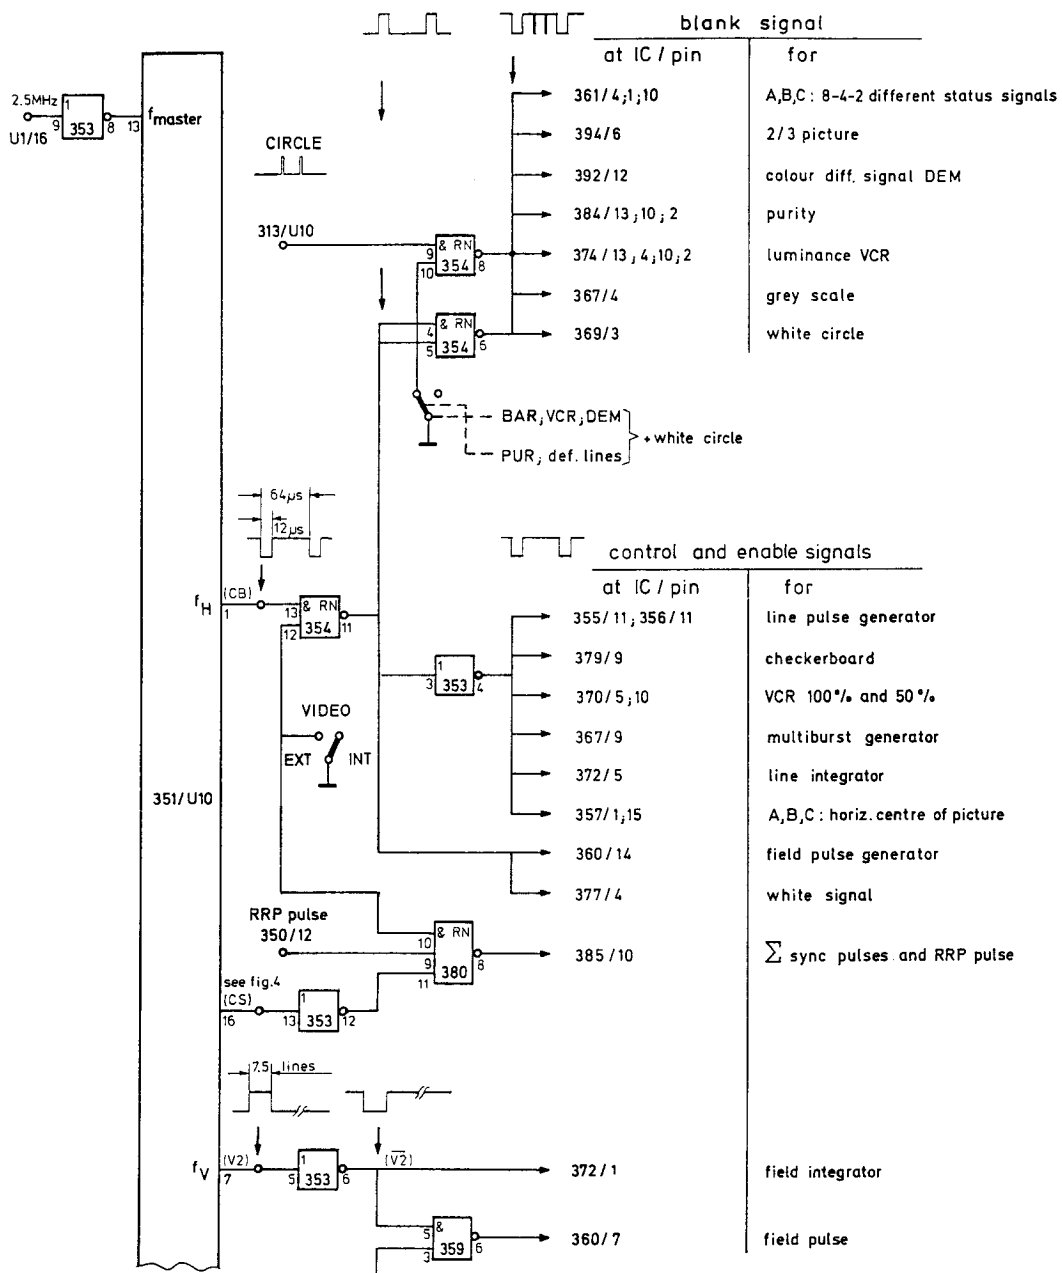 blank signal
at IC / pin for
2.5MHz 1 353 9 8 13 fmaster
U1/16
361/4;1;10 A,B,C: 8-4-2 different status signals
394/6 2/3 picture
CIRCLE
392/12 colour diff. signal DEM
384/13;10;2 purity
313/U10
& RN 9 10 354 8
374/13;4;10;2 luminance VCR
367/4 grey scale
& RN 4 5 354 6
369/3 white circle
BAR;VCR;DEM
+ white circle
PUR; def. lines
64µs
12µs
control and enable signals
at IC / pin for
fH (CB) 1 13 & RN 12 354 11
355/11;356/11 line pulse generator
379/9 checkerboard
1 3 353 4
370/5;10 VCR 100% and 50%
VIDEO
367/9 multiburst generator
EXT INT
372/5 line integrator
351/U10
357/1;15 A,B,C: horiz. centre of picture
360/14 field pulse generator
377/4 white signal
RRP pulse
350/12
& RN 10 9 11 380 8
385/10 Σ sync pulses and RRP pulse
see fig.4
(CS) 16 13 1 353 12
7.5 lines
fV (V2) 7 5 1 353 6 (V̅2̅)
372/1 field integrator
& 5 3 359 6
360/7 field pulse